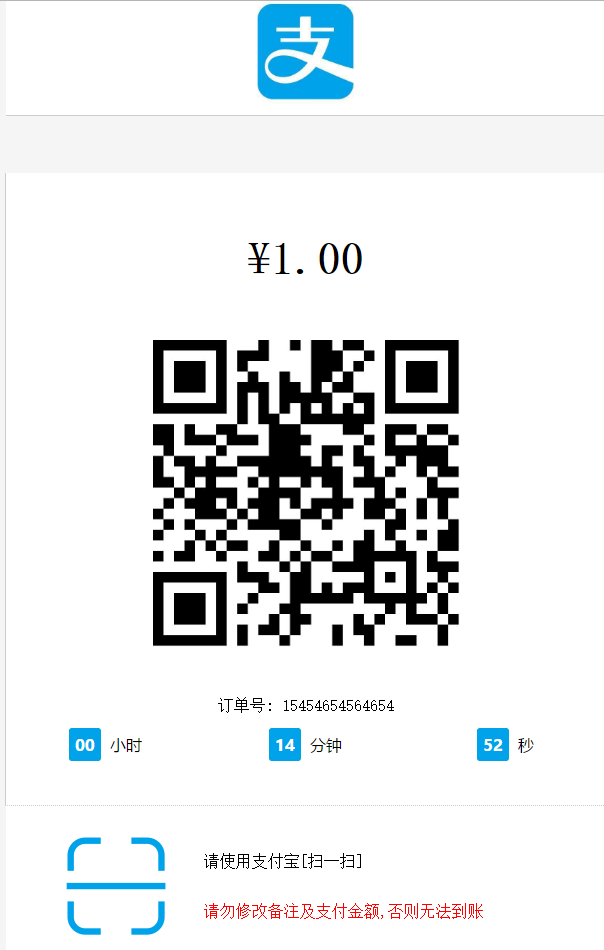 支
¥1.00
订单号: 15454654564654
00 小时 14 分钟 52 秒
请使用支付宝[扫一扫]
请勿修改备注及支付金额,否则无法到账